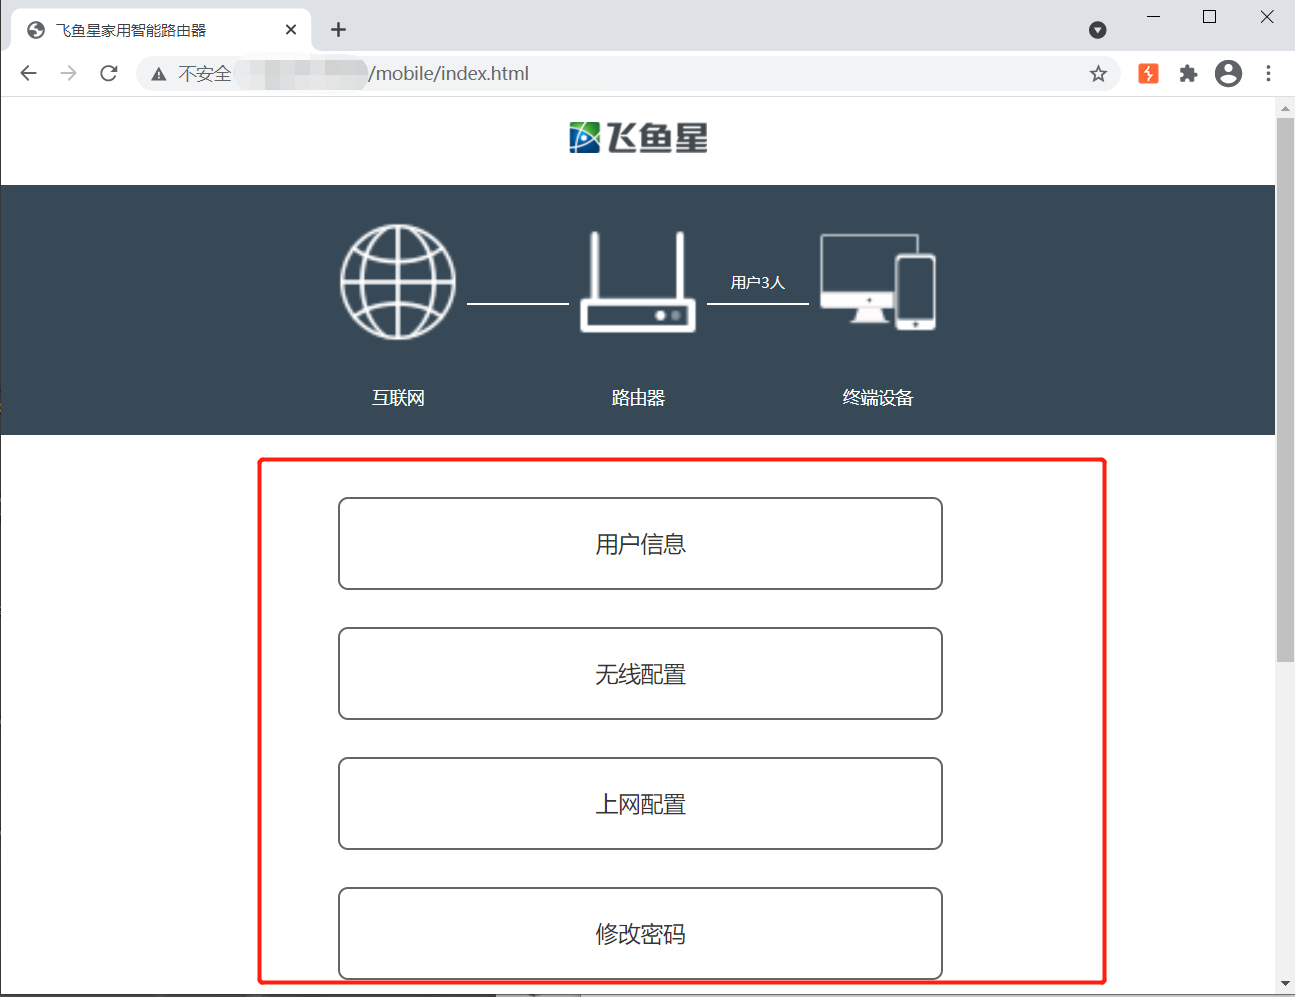 飞鱼星家用智能路由器
不安全
/mobile/index.html
飞鱼星
用户3人
互联网
路由器
终端设备
用户信息
无线配置
上网配置
修改密码